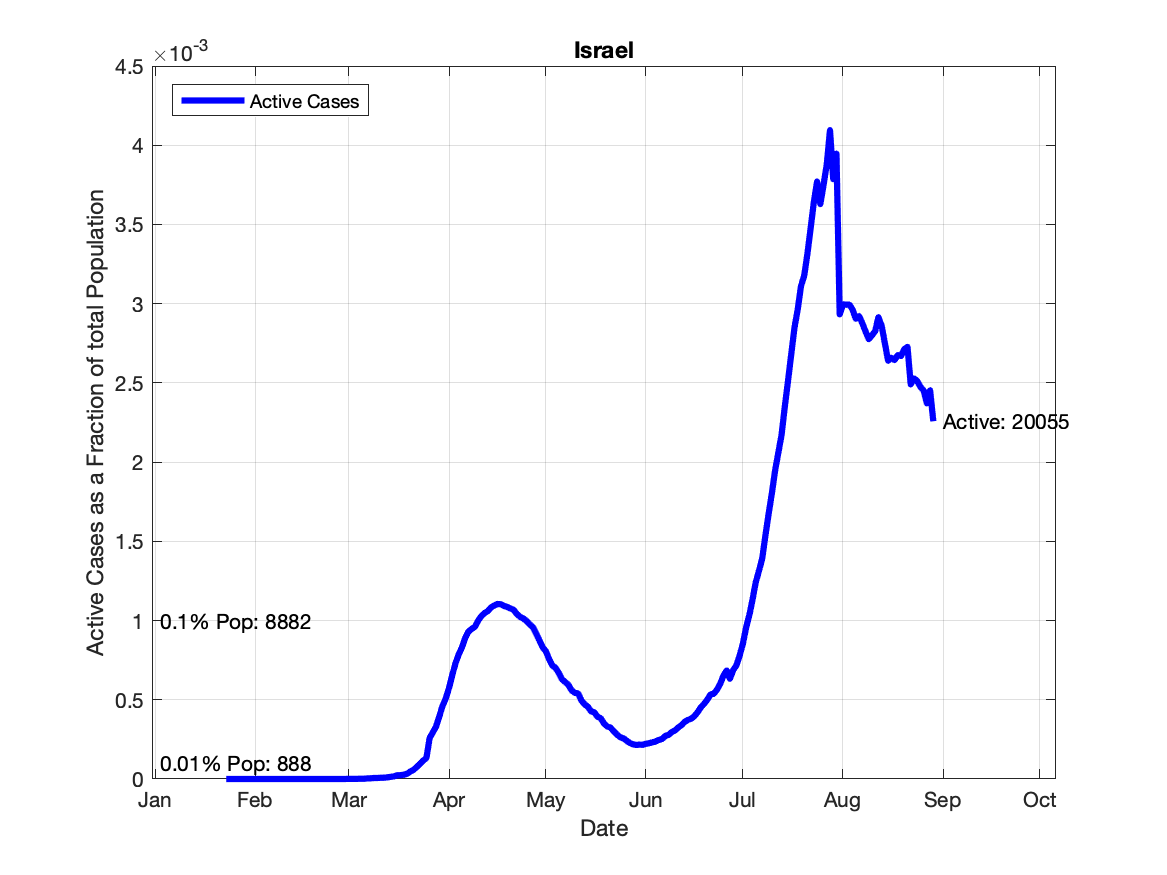 Israel
×10-3
Active Cases
4.5
4
3.5
3
2.5
2
1.5
1
0.5
0
Active Cases as a Fraction of total Population
Active: 20055
0.1% Pop: 8882
0.01% Pop: 888
Jan Feb Mar Apr May Jun Jul Aug Sep Oct
Date